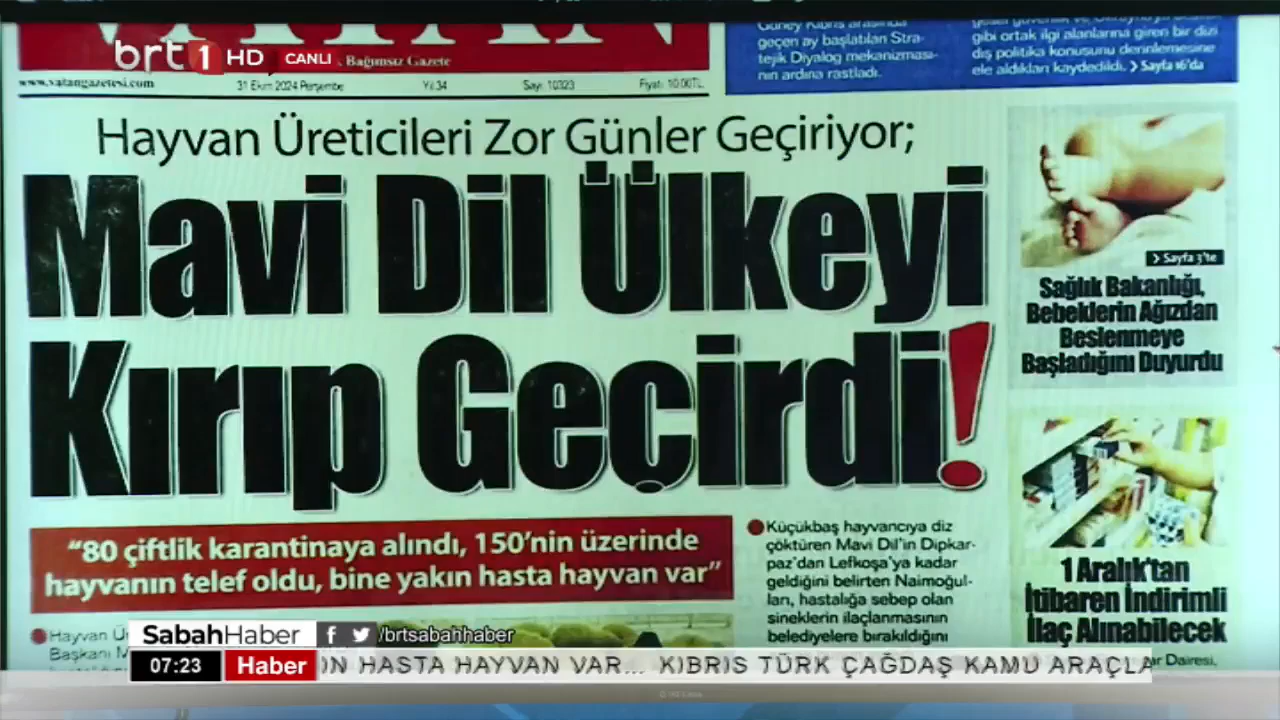 brt 1 HD CANLI
Bağımsız Gazete
www.vatangazetesi.com 31 Ekim 2024 Perşembe Yıl 34 Sayı: 10323 Fiyatı: 10.00TL.
Güney Kıbrıs arasında
geçen ay başlatılan Stra-
tejik Diyalog mekanizması-
nın ardına rastladı.
gibi ortak ilgi alanlarına giren bir dizi
dış politika konusunu derinlemesine
ele aldıkları kaydedildi. Sayfa 16'da
Hayvan Üreticileri Zor Günler Geçiriyor;
Mavi Dil Ülkeyi
Kırıp Geçirdi!
"80 çiftlik karantinaya alındı, 150'nin üzerinde
hayvanın telef oldu, bine yakın hasta hayvan var"
Küçükbaş hayvancıya diz
çöktüren Mavi Dil'in Dipkar-
paz'dan Lefkoşa'ya kadar
geldiğini belirten Naimoğul-
ları, hastalığa sebep olan
sineklerin ilaçlanmasının
belediyelere bırakıldığını
Sayfa 3'te
Sağlık Bakanlığı,
Bebeklerin Ağızdan
Beslenmeye
Başladığını Duyurdu
1 Aralık'tan
İtibaren İndirimli
İlaç Alınabilecek
Dairesi,
Hayvan Ür
Başkanı M
SabahHaber /brtsabahhaber
07:23 Haber IN HASTA HAYVAN VAR... KIBRIS TÜRK ÇAĞDAŞ KAMU ARAÇLA